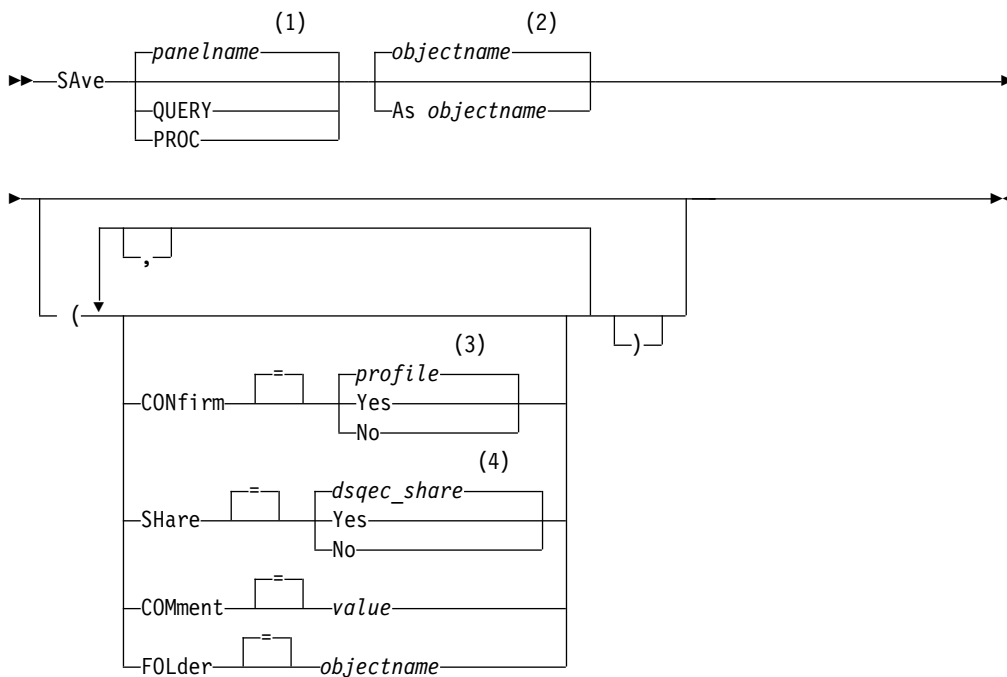 (1) (2)
panelname objectname
SAve
QUERY As objectname
PROC
,
( )
(3)
= profile
CONfirm Yes
No
(4)
= dsqec_share
SHare Yes
No
=
COMment value
=
FOLder objectname